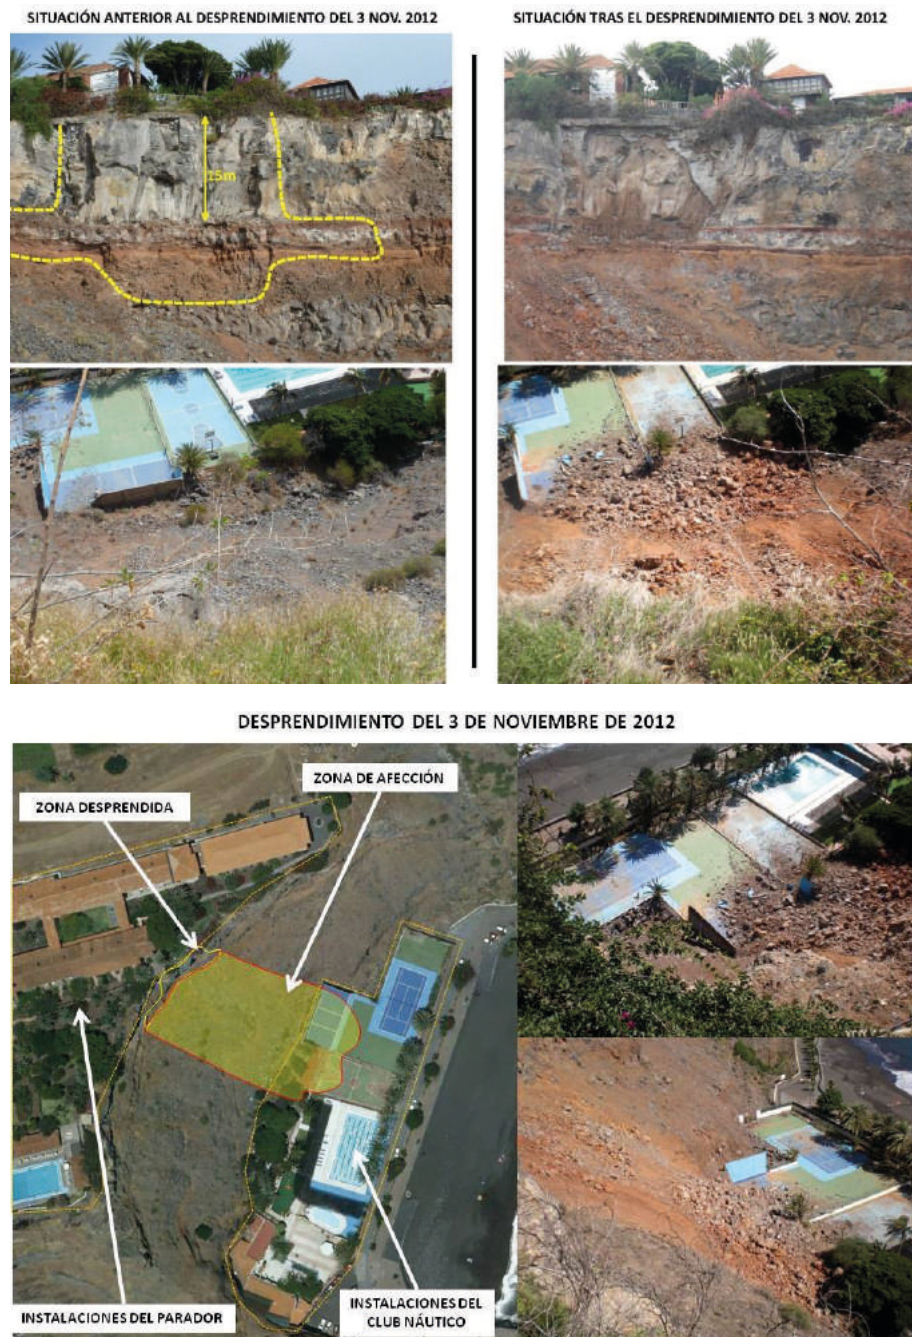 SITUACIÓN ANTERIOR AL DESPRENDIMIENTO DEL 3 NOV. 2012
SITUACIÓN TRAS EL DESPRENDIMIENTO DEL 3 NOV. 2012
15m
DESPRENDIMIENTO DEL 3 DE NOVIEMBRE DE 2012
ZONA DE AFECCIÓN
ZONA DESPRENDIDA
INSTALACIONES DEL PARADOR
INSTALACIONES DEL
CLUB NÁUTICO